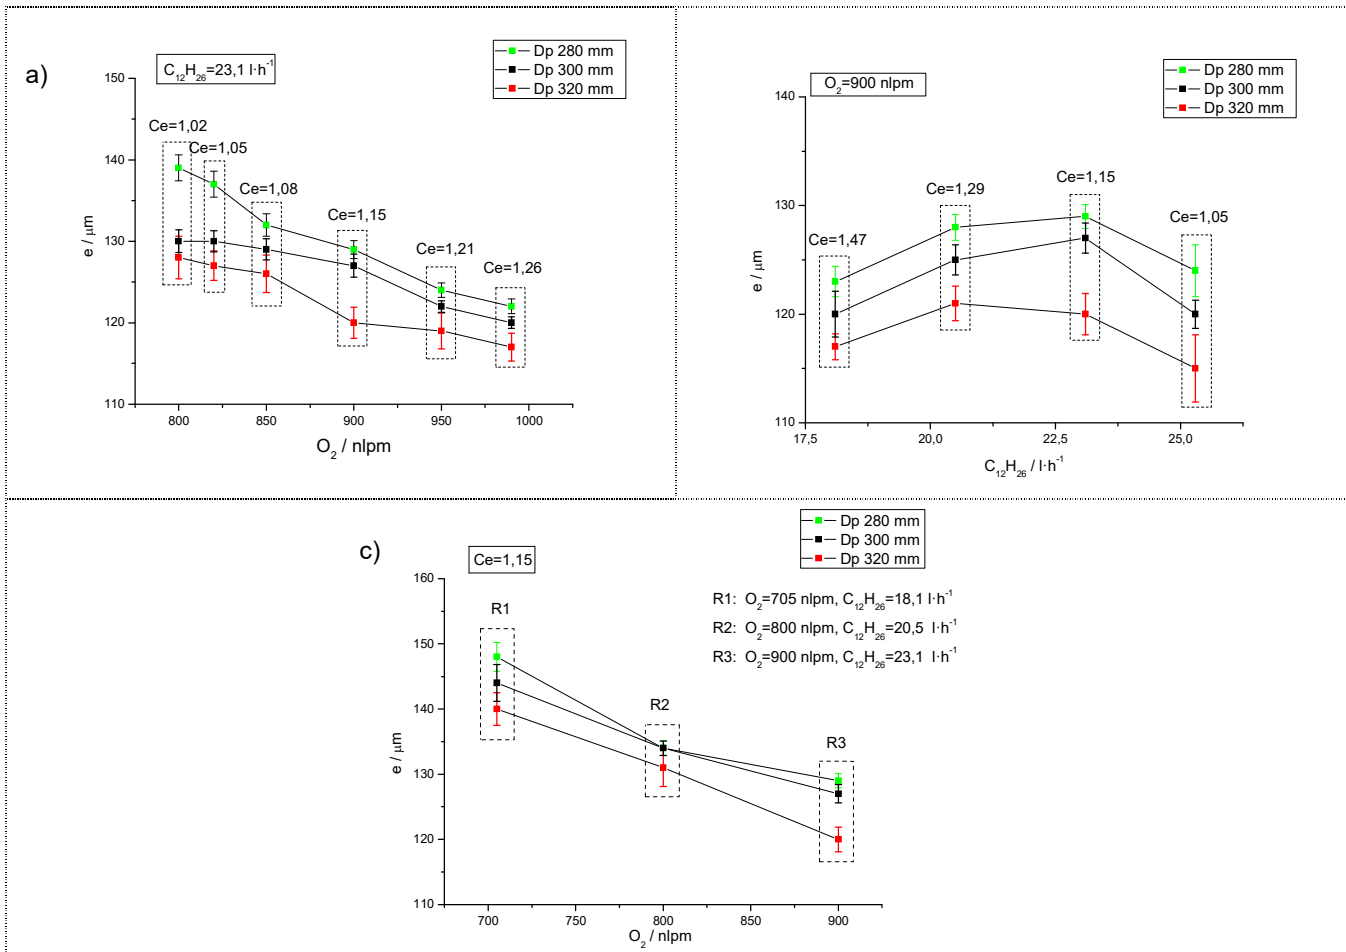 a)
C₁₂H₂₆=23,1 l·h⁻¹
Dp 280 mm
Dp 300 mm
Dp 320 mm
150
140
130
120
110
e / μm
Ce=1,02
Ce=1,05
Ce=1,08
Ce=1,15
Ce=1,21
Ce=1,26
800 850 900 950 1000
O₂ / nlpm
O₂=900 nlpm
Dp 280 mm
Dp 300 mm
Dp 320 mm
140
130
120
110
e / μm
Ce=1,47
Ce=1,29
Ce=1,15
Ce=1,05
17,5 20,0 22,5 25,0
C₁₂H₂₆ / l·h⁻¹
c)
Ce=1,15
Dp 280 mm
Dp 300 mm
Dp 320 mm
R1: O₂=705 nlpm, C₁₂H₂₆=18,1 l·h⁻¹
R2: O₂=800 nlpm, C₁₂H₂₆=20,5 l·h⁻¹
R3: O₂=900 nlpm, C₁₂H₂₆=23,1 l·h⁻¹
160
150
140
130
120
110
e / μm
R1
R2
R3
700 750 800 850 900
O₂ / nlpm